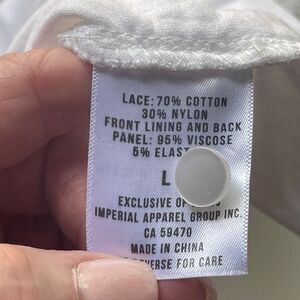 LACE: 70% COTTON
30% NYLON
FRONT LINING AND BACK
PANEL: 95% VISCOSE
5%
L
EXCLUSIVE OF
IMPERIAL APPAREL GROUP INC.
CA 59470
MADE IN CHINA
FOR CARE